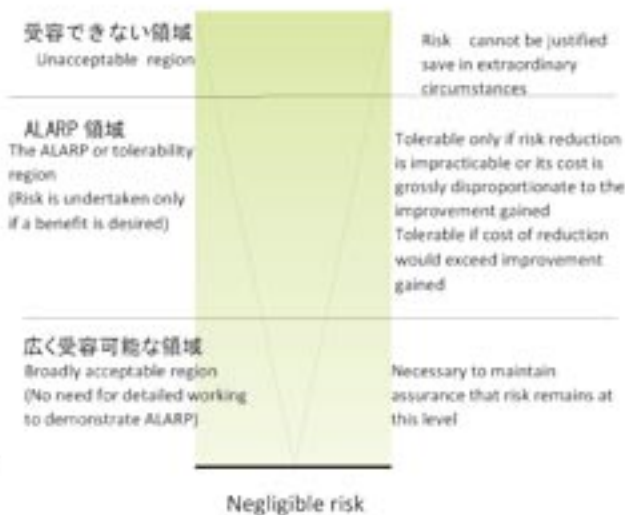 受容できない領域
Unacceptable region
Risk cannot be justified
save in extraordinary
circumstances
ALARP 領域
The ALARP or tolerability
region
(Risk is undertaken only
if a benefit is desired)
Tolerable only if risk reduction
is impracticable or its cost is
grossly disproportionate to the
improvement gained
Tolerable if cost of reduction
would exceed improvement
gained
広く受容可能な領域
Broadly acceptable region
(No need for detailed working
to demonstrate ALARP)
Necessary to maintain
assurance that risk remains at
this level
Negligible risk